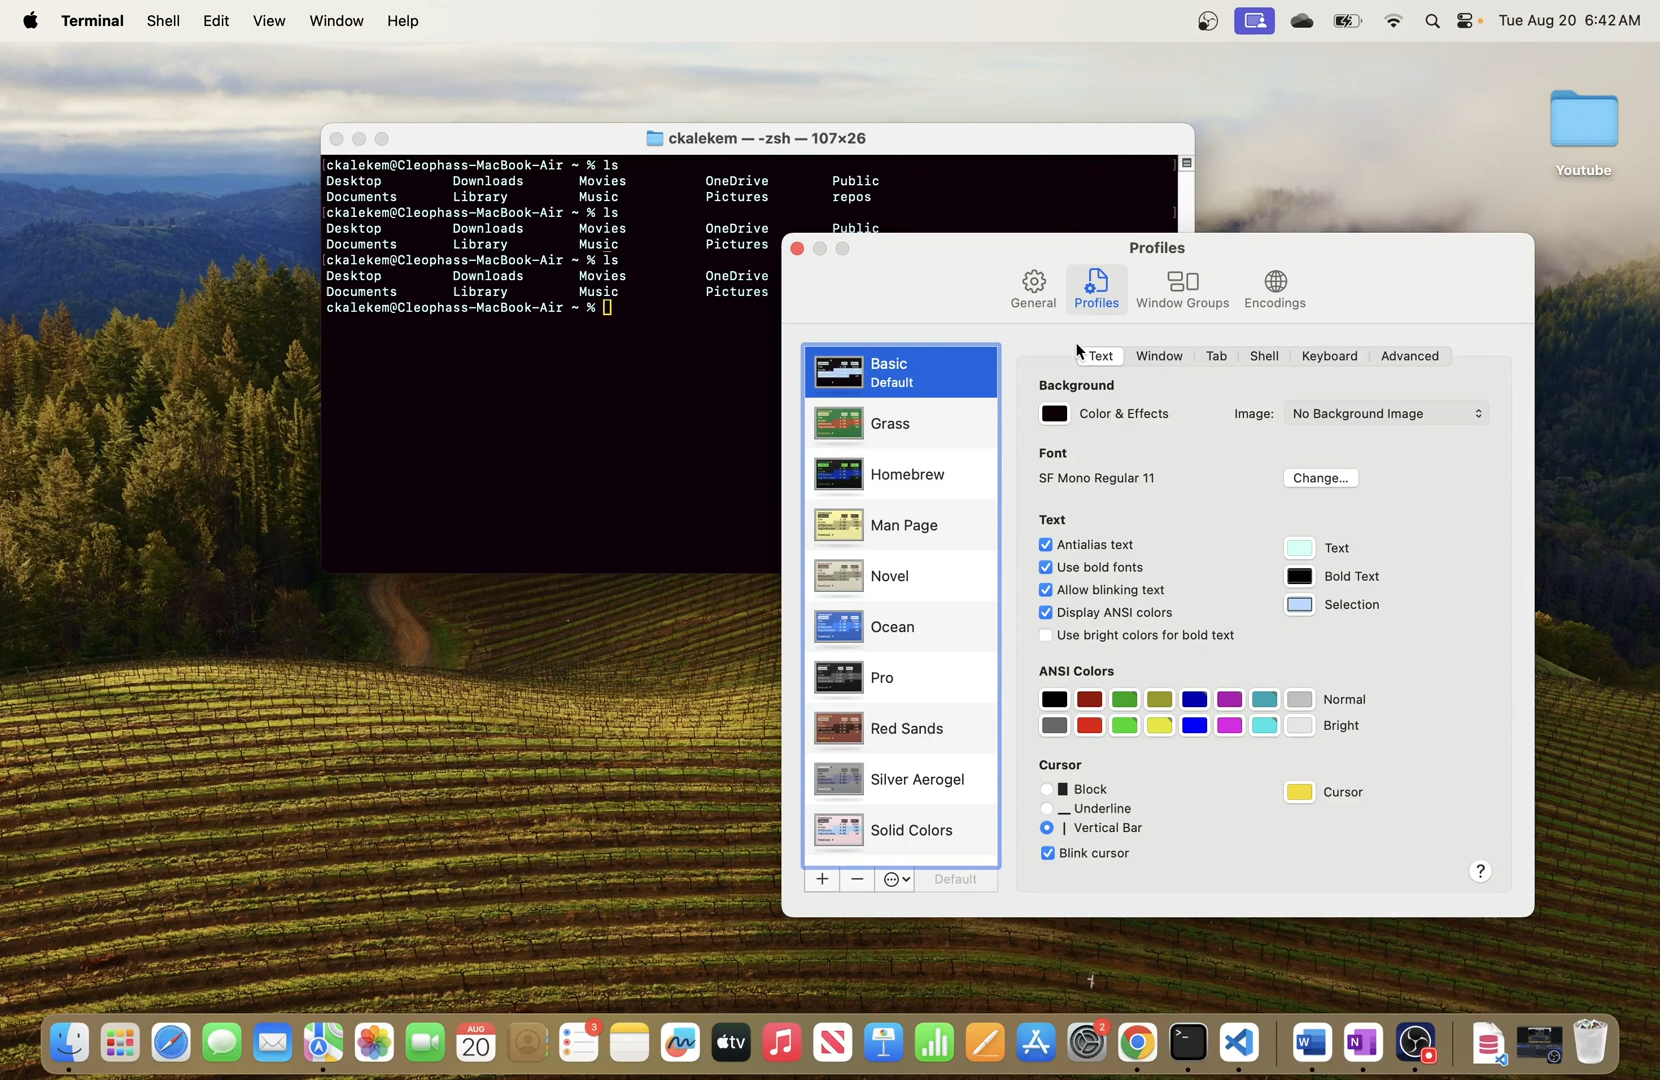 Terminal Shell Edit View Window Help Tue Aug 20 6:42 AM
Youtube
ckalekem — -zsh — 107×26
[ckalekem@Cleophass-MacBook-Air ~ % ls ]
Desktop Downloads Movies OneDrive Public
Documents Library Music Pictures repos
[ckalekem@Cleophass-MacBook-Air ~ % ls ]
Desktop Downloads Movies OneDrive Public
Documents Library Music Pictures
[ckalekem@Cleophass-MacBook-Air ~ % ls
Desktop Downloads Movies OneDrive
Documents Library Music Pictures
ckalekem@Cleophass-MacBook-Air ~ %
Profiles
General Profiles Window Groups Encodings
Basic
Default
Grass
Homebrew
Man Page
Novel
Ocean
Pro
Red Sands
Silver Aerogel
Solid Colors
+ − Default
Text Window Tab Shell Keyboard Advanced
Background
Color & Effects Image: No Background Image
Font
SF Mono Regular 11 Change...
Text
Antialias text Text
Use bold fonts
Allow blinking text Bold Text
Display ANSI colors Selection
Use bright colors for bold text
ANSI Colors
Normal
Bright
Cursor
Block Cursor
Underline
Vertical Bar
Blink cursor
?
AUG
20
3
tv
2
>_
W
N